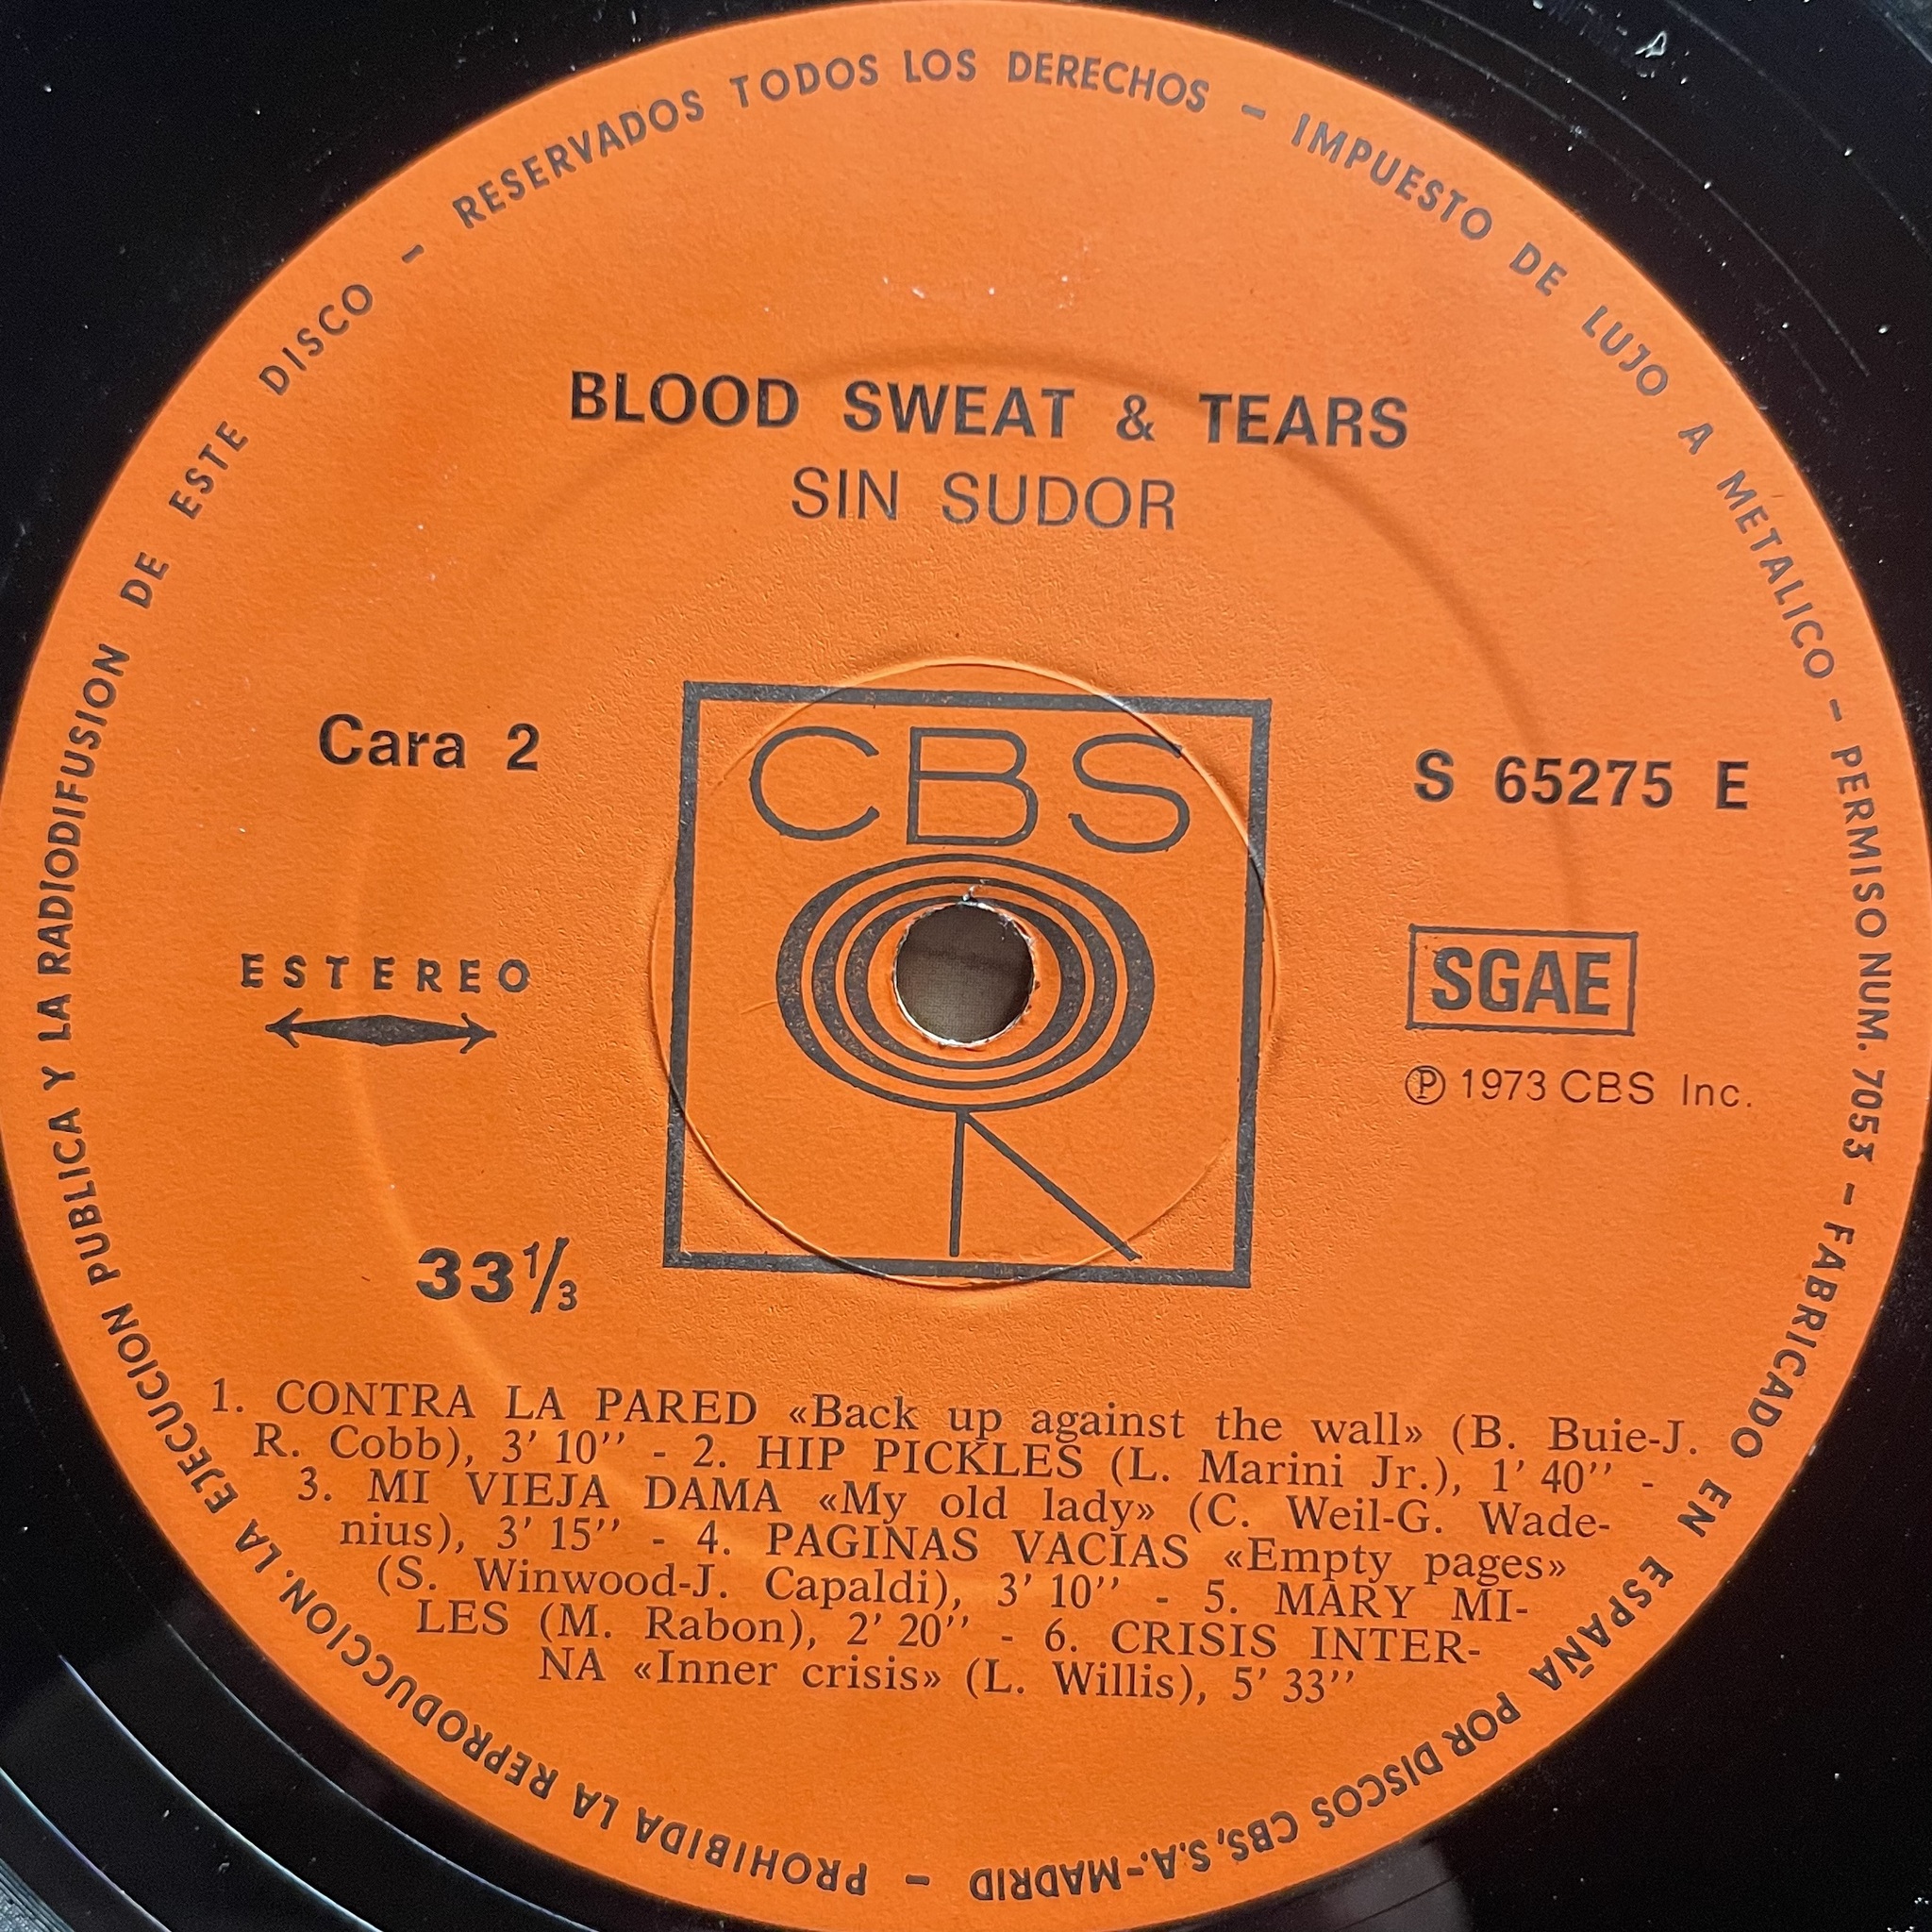 RESERVADOS TODOS LOS DERECHOS - IMPUESTO DE LUJO A METÁLICO - PERMISO NUM. 7053 - FABRICADO EN ESPAÑA POR DISCOS CBS, S.A.-MADRID - PROHIBIDA LA REPRODUCCION. LA EJECUCION PUBLICA Y LA RADIODIFUSION DE ESTE DISCO -
BLOOD SWEAT & TEARS
SIN SUDOR
Cara 2
CBS
S 65275 E
ESTEREO
SGAE
Ⓟ 1973 CBS Inc.
33 1/3
1. CONTRA LA PARED «Back up against the wall» (B. Buie-J.
R. Cobb), 3' 10'' - 2. HIP PICKLES (L. Marini Jr.), 1' 40'' -
3. MI VIEJA DAMA «My old lady» (C. Weil-G. Wade-
nius), 3' 15'' - 4. PAGINAS VACIAS «Empty pages»
(S. Winwood-J. Capaldi), 3' 10'' - 5. MARY MI-
LES (M. Rabon), 2' 20'' - 6. CRISIS INTER-
NA «Inner crisis» (L. Willis), 5' 33''